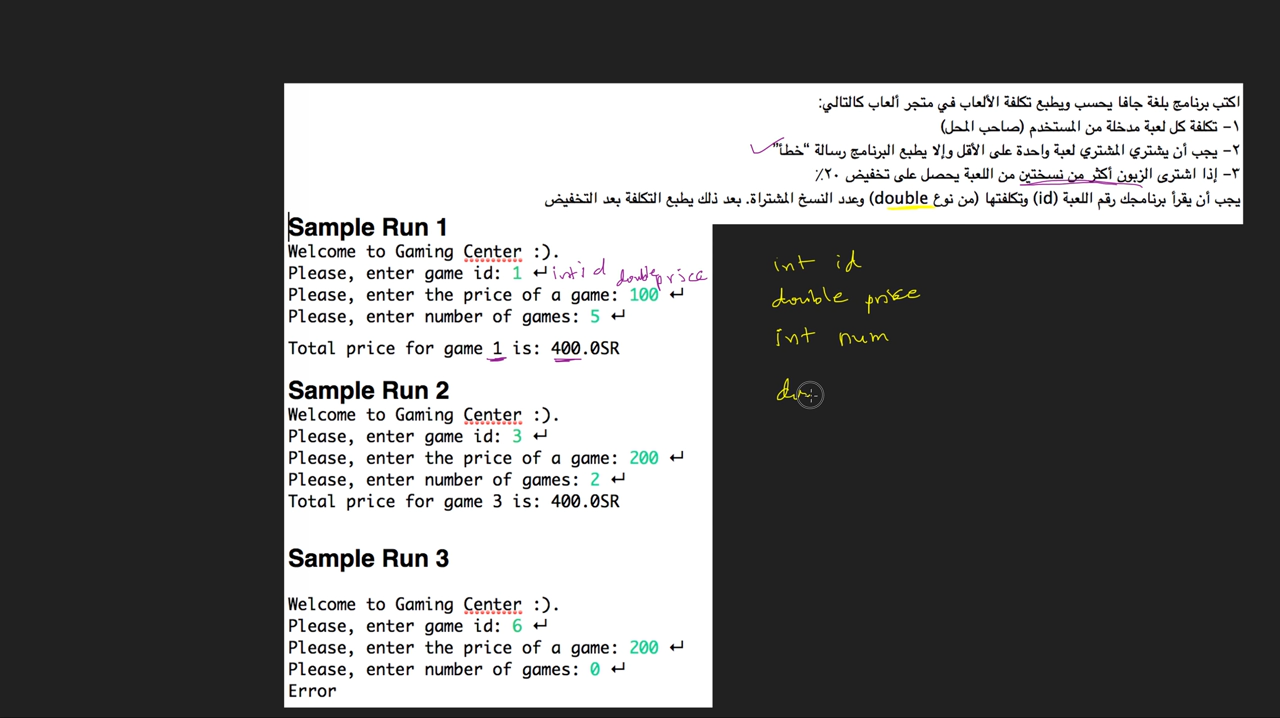 اكتب برنامج بلغة جافا يحسب ويطبع تكلفة الألعاب في متجر ألعاب كالتالي:
١- تكلفة كل لعبة مدخلة من المستخدم (صاحب المحل)
٢- يجب أن يشتري المشتري لعبة واحدة على الأقل وإلا يطبع البرنامج رسالة “خطأ”
٣- إذا اشترى الزبون أكثر من نسختين من اللعبة يحصل على تخفيض ٢٠٪
يجب أن يقرأ برنامجك رقم اللعبة (id) وتكلفتها (من نوع double) وعدد النسخ المشتراة. بعد ذلك يطبع التكلفة بعد التخفيض
Sample Run 1
Welcome to Gaming Center :).
Please, enter game id: 1 ↵ int id double price
Please, enter the price of a game: 100 ↵
Please, enter number of games: 5 ↵
Total price for game 1 is: 400.0SR
Sample Run 2
Welcome to Gaming Center :).
Please, enter game id: 3 ↵
Please, enter the price of a game: 200 ↵
Please, enter number of games: 2 ↵
Total price for game 3 is: 400.0SR
Sample Run 3
Welcome to Gaming Center :).
Please, enter game id: 6 ↵
Please, enter the price of a game: 200 ↵
Please, enter number of games: 0 ↵
Error
int id
double price
int num